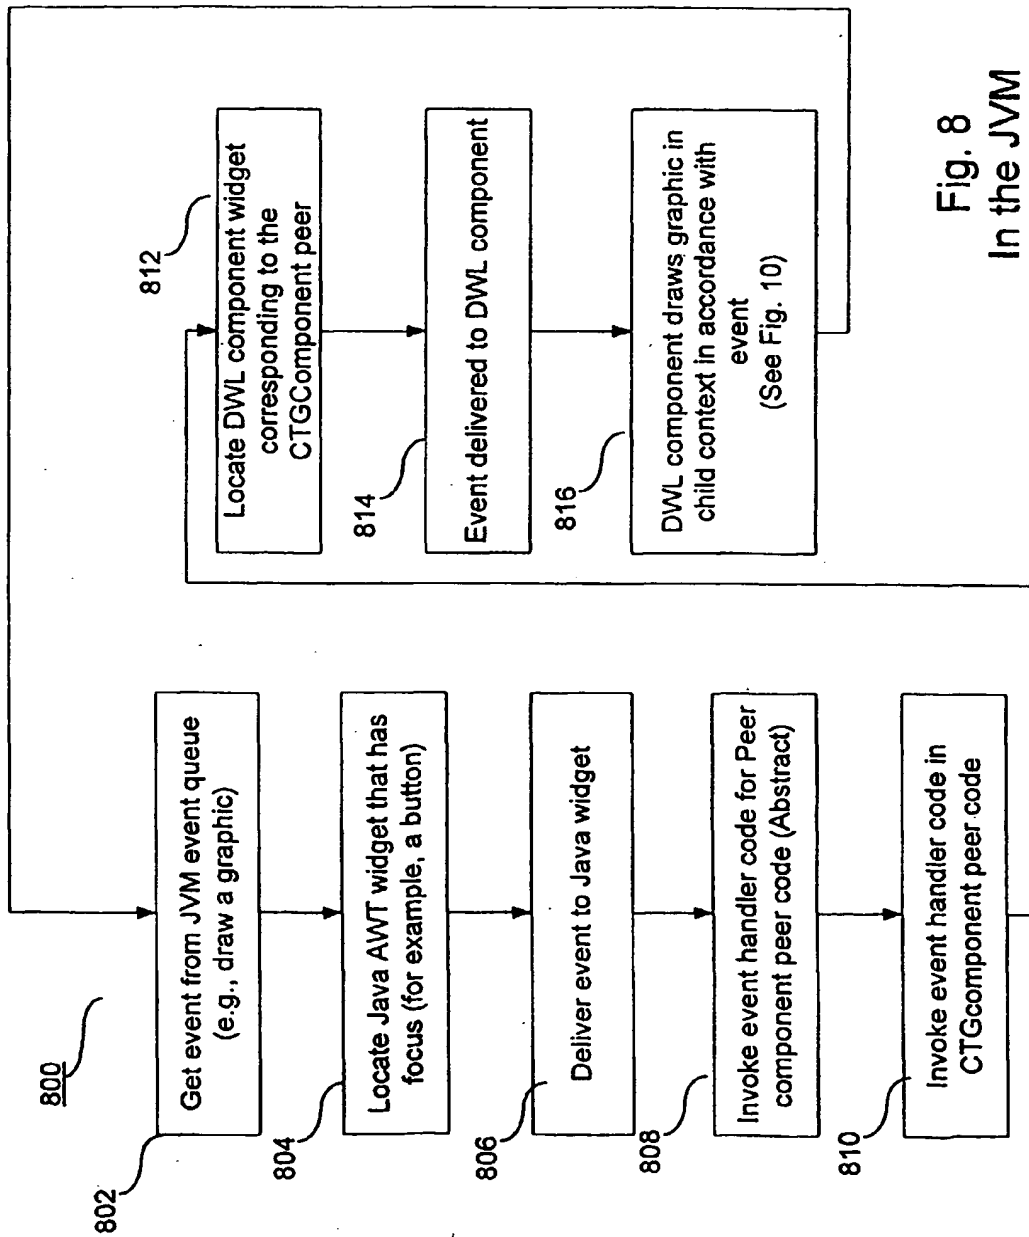 800
802
Get event from JVM event queue
(e.g., draw a graphic)
804
Locate Java AWT widget that has
focus (for example, a button)
806
Deliver event to Java widget
808
Invoke event handler code for Peer
component peer code (Abstract)
810
Invoke event handler code in
CTGcomponent peer code
812
Locate DWL component widget
corresponding to the
CTGComponent peer
814
Event delivered to DWL component
816
DWL component draws graphic in
child context in accordance with
event
(See Fig. 10)
Fig. 8
In the JVM